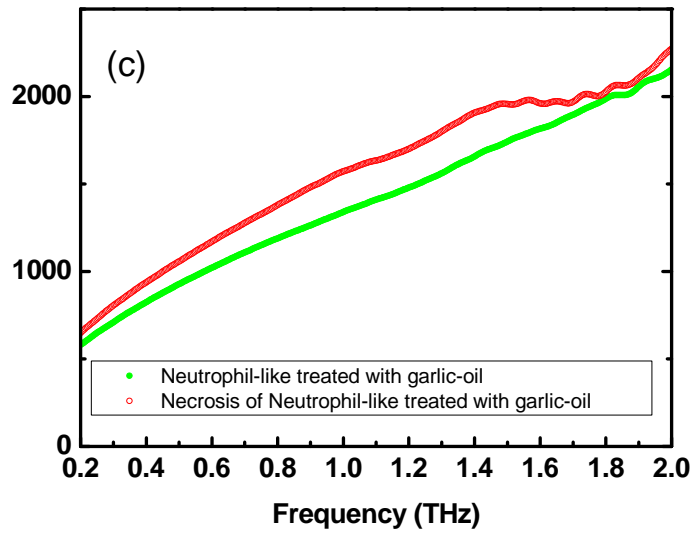 (c)
2000
1000
0
Neutrophil-like treated with garlic-oil
Necrosis of Neutrophil-like treated with garlic-oil
0.2 0.4 0.6 0.8 1.0 1.2 1.4 1.6 1.8 2.0
Frequency (THz)